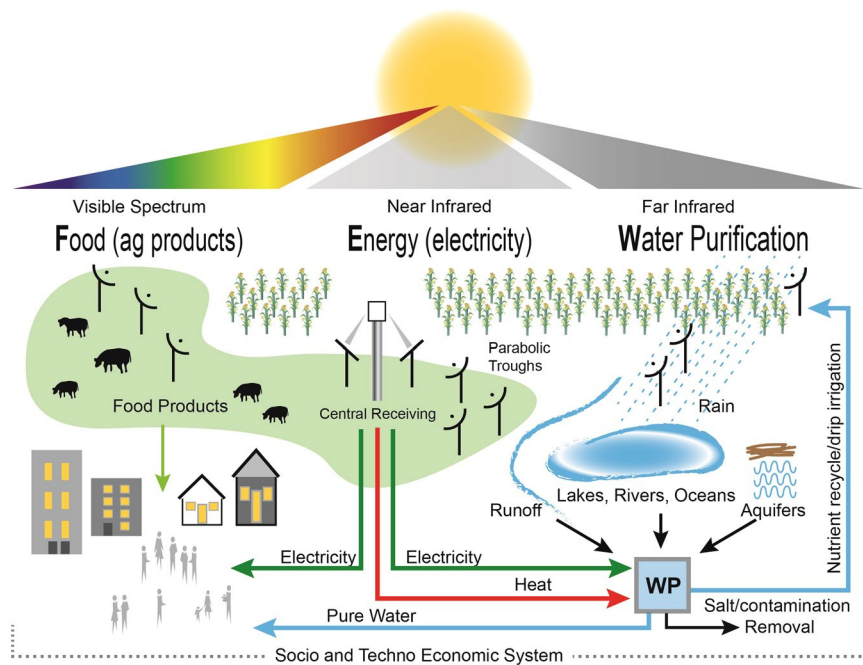 Visible Spectrum
Near Infrared
Far Infrared
Food (ag products)
Energy (electricity)
Water Purification
Parabolic
Troughs
Food Products
Central Receiving
Rain
Runoff
Lakes, Rivers, Oceans
Aquifers
Nutrient recycle/drip irrigation
Electricity
Electricity
Heat
WP
Pure Water
Salt/contamination
Removal
Socio and Techno Economic System